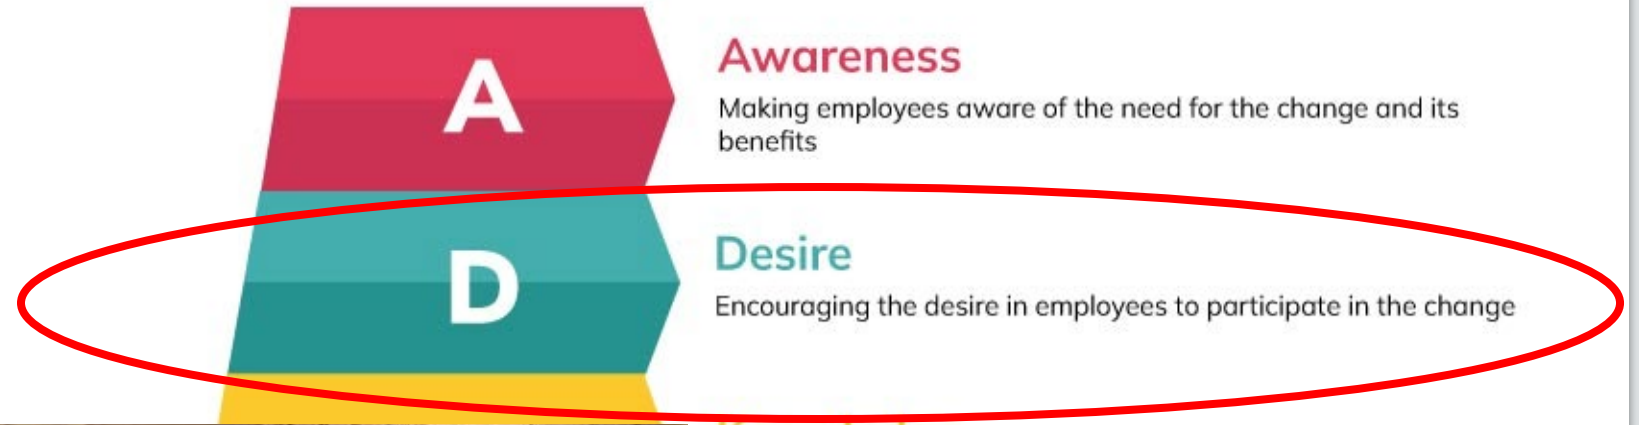 A
Awareness
Making employees aware of the need for the change and its
benefits
D
Desire
Encouraging the desire in employees to participate in the change